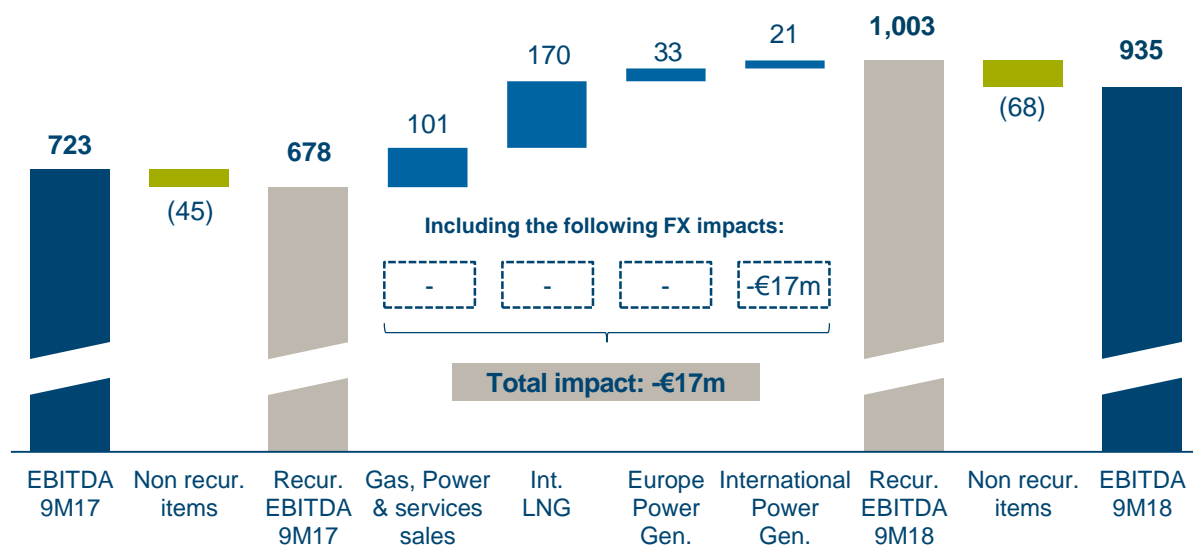 723
(45)
678
101
170
33
21
1,003
(68)
935
Including the following FX impacts:
-
-
-
-€17m
Total impact: -€17m
EBITDA
9M17
Non recur.
items
Recur.
EBITDA
9M17
Gas, Power
& services
sales
Int.
LNG
Europe
Power
Gen.
International
Power
Gen.
Recur.
EBITDA
9M18
Non recur.
items
EBITDA
9M18